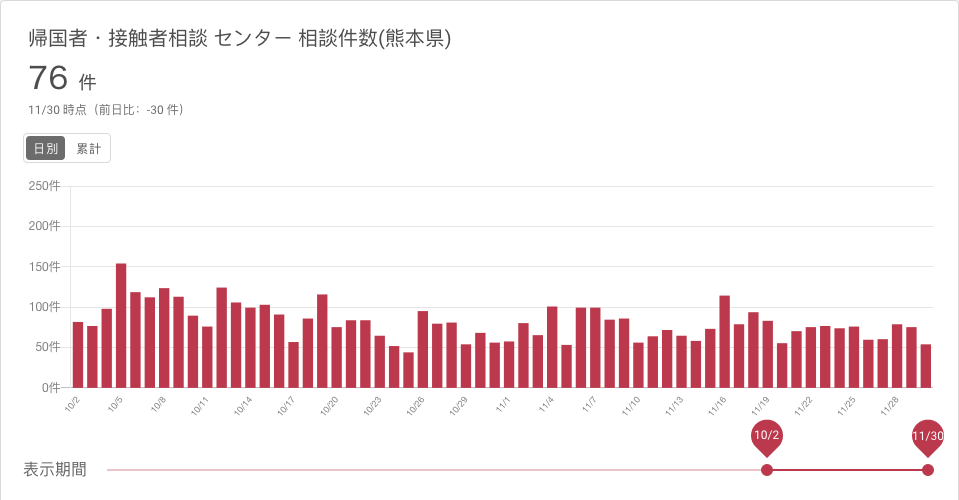 帰国者・接触者相談 センター 相談件数(熊本県)
76 件
11/30 時点（前日比: -30 件）
日別 累計
250件
200件
150件
100件
50件
0件
10/2 10/5 10/8 10/11 10/14 10/17 10/20 10/23 10/26 10/29 11/1 11/4 11/7 11/10 11/13 11/16 11/19 11/22 11/25 11/28
10/2 11/30
表示期間